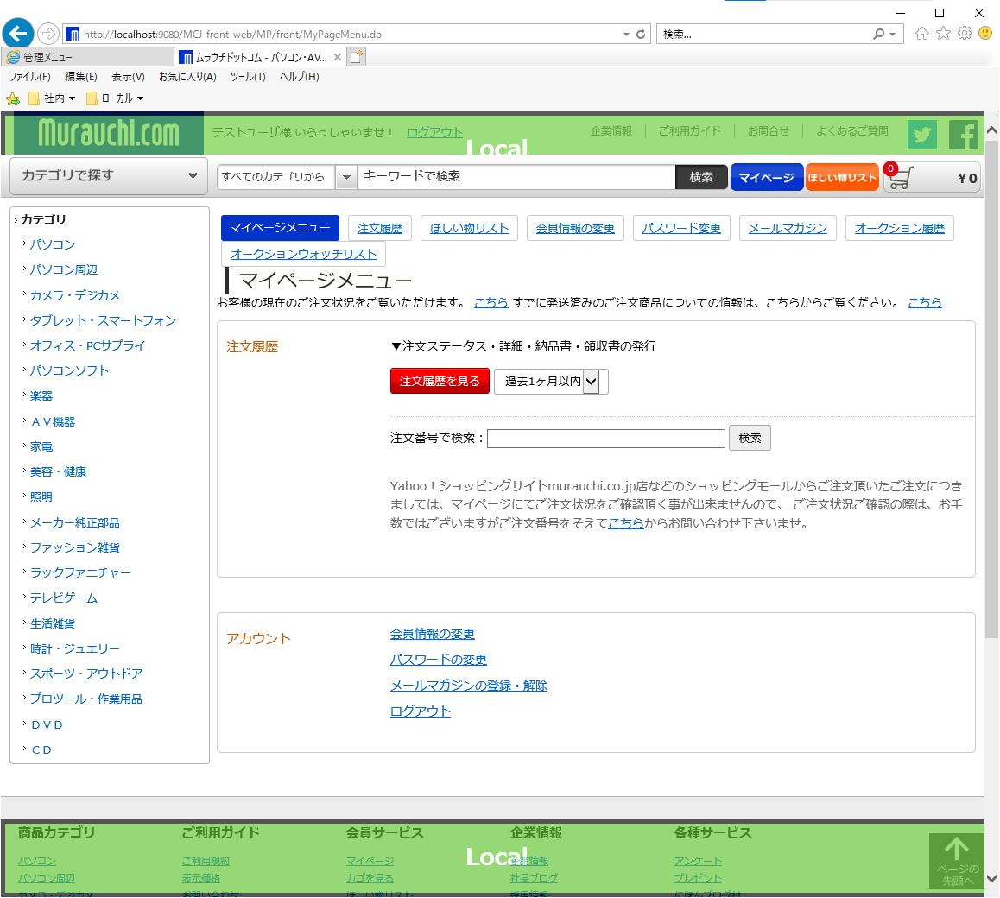 http://localhost:9080/MCJ-front-web/MP/front/MyPageMenu.do
検索...
管理メニュー
ムラウチドットコム - パソコン・AV...
ファイル(F) 編集(E) 表示(V) お気に入り(A) ツール(T) ヘルプ(H)
社内 ローカル
Murauchi.com
テストユーザ様 いらっしゃいませ！ ログアウト
企業情報 ご利用ガイド お問合せ よくあるご質問
Local
カテゴリで探す
すべてのカテゴリから
キーワードで検索
検索
マイページ
ほしい物リスト
0
¥ 0
カテゴリ
パソコン
パソコン周辺
カメラ・デジカメ
タブレット・スマートフォン
オフィス・PCサプライ
パソコンソフト
楽器
ＡＶ機器
家電
美容・健康
照明
メーカー純正部品
ファッション雑貨
ラックファニチャー
テレビゲーム
生活雑貨
時計・ジュエリー
スポーツ・アウトドア
プロツール・作業用品
ＤＶＤ
ＣＤ
マイページメニュー 注文履歴 ほしい物リスト 会員情報の変更 パスワード変更 メールマガジン オークション履歴
オークションウォッチリスト
マイページメニュー
お客様の現在のご注文状況をご覧いただけます。 こちら すでに発送済みのご注文商品についての情報は、こちらからご覧ください。 こちら
注文履歴
▼注文ステータス・詳細・納品書・領収書の発行
注文履歴を見る 過去1ヶ月以内
注文番号で検索： 検索
Yahoo！ショッピングサイトmurauchi.co.jp店などのショッピングモールからご注文頂いたご注文につき
ましては、マイページにてご注文状況をご確認頂く事が出来ませんので、 ご注文状況ご確認の際は、お手
数ではございますがご注文番号をそえてこちらからお問い合わせ下さいませ。
アカウント
会員情報の変更
パスワードの変更
メールマガジンの登録・解除
ログアウト
商品カテゴリ ご利用ガイド 会員サービス 企業情報 各種サービス
パソコン ご利用規約 マイページ 企業情報 アンケート
Local
パソコン周辺 表示価格 カゴを見る 社長ブログ プレゼント
カメラ・デジカメ お問い合わせ ほしい物リスト 採用情報 にほんブログ村
ページの
先頭へ